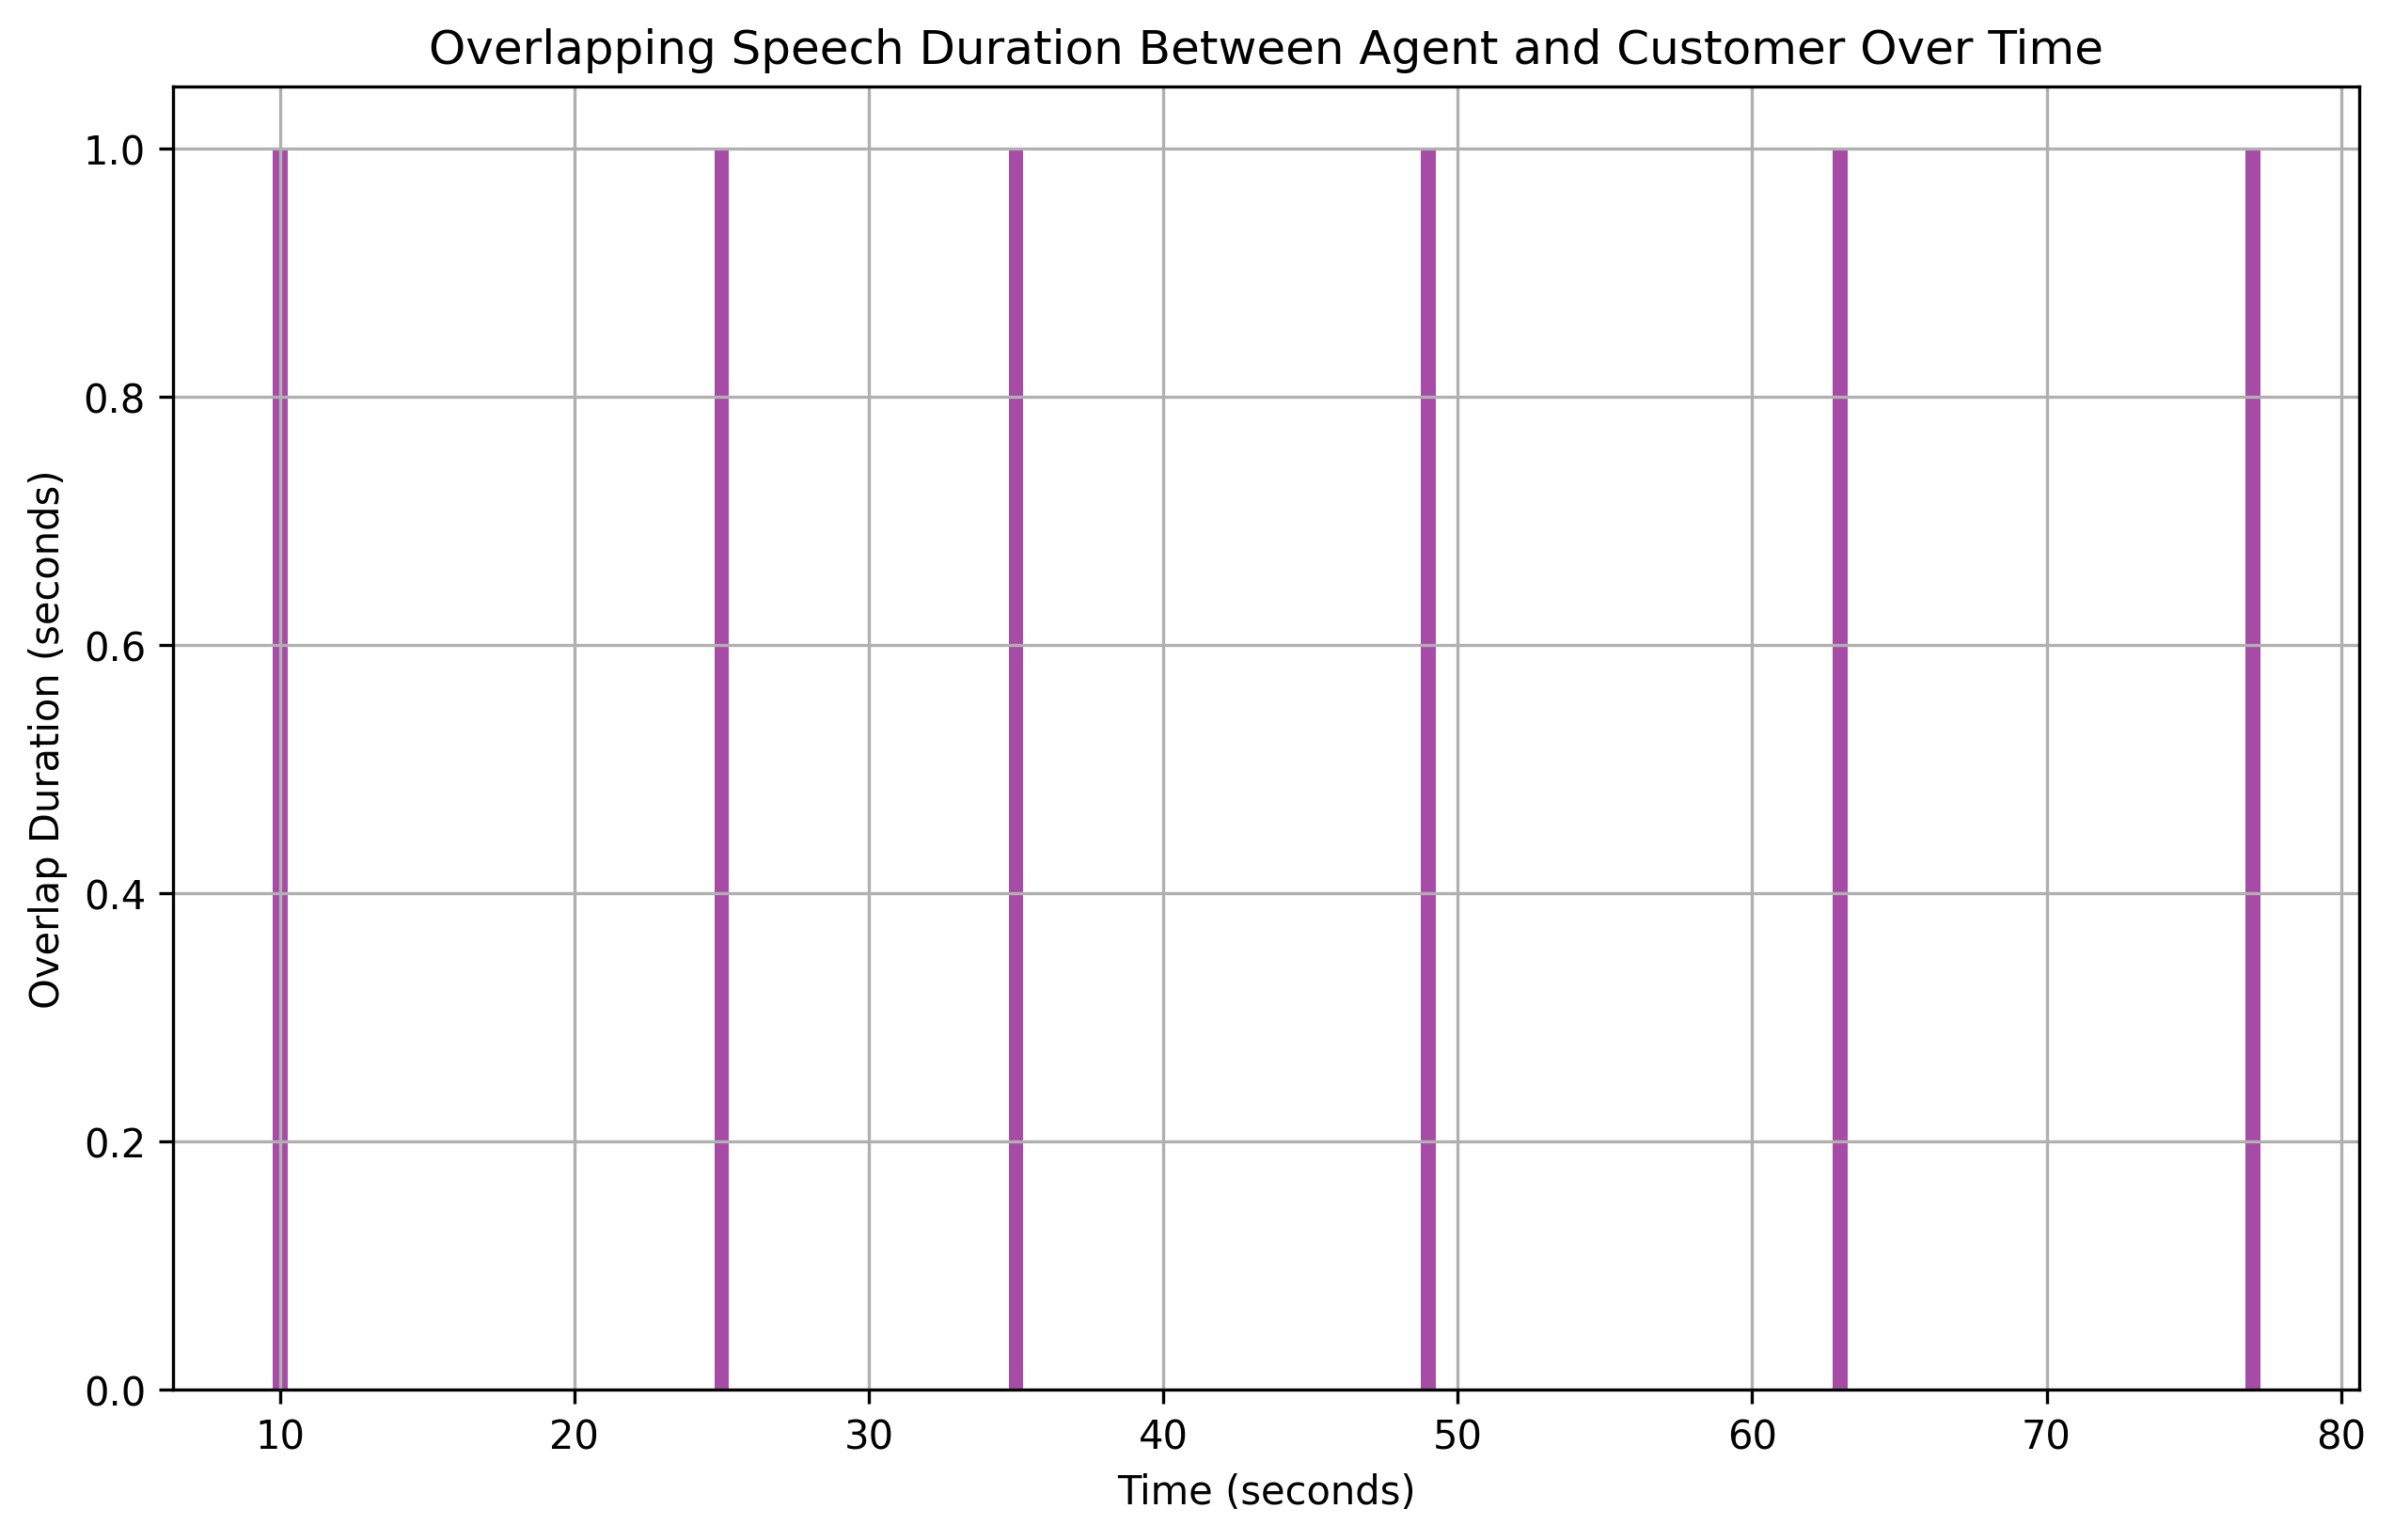 Overlapping Speech Duration Between Agent and Customer Over Time
Overlap Duration (seconds)
1.0
0.8
0.6
0.4
0.2
0.0
10 20 30 40 50 60 70 80
Time (seconds)